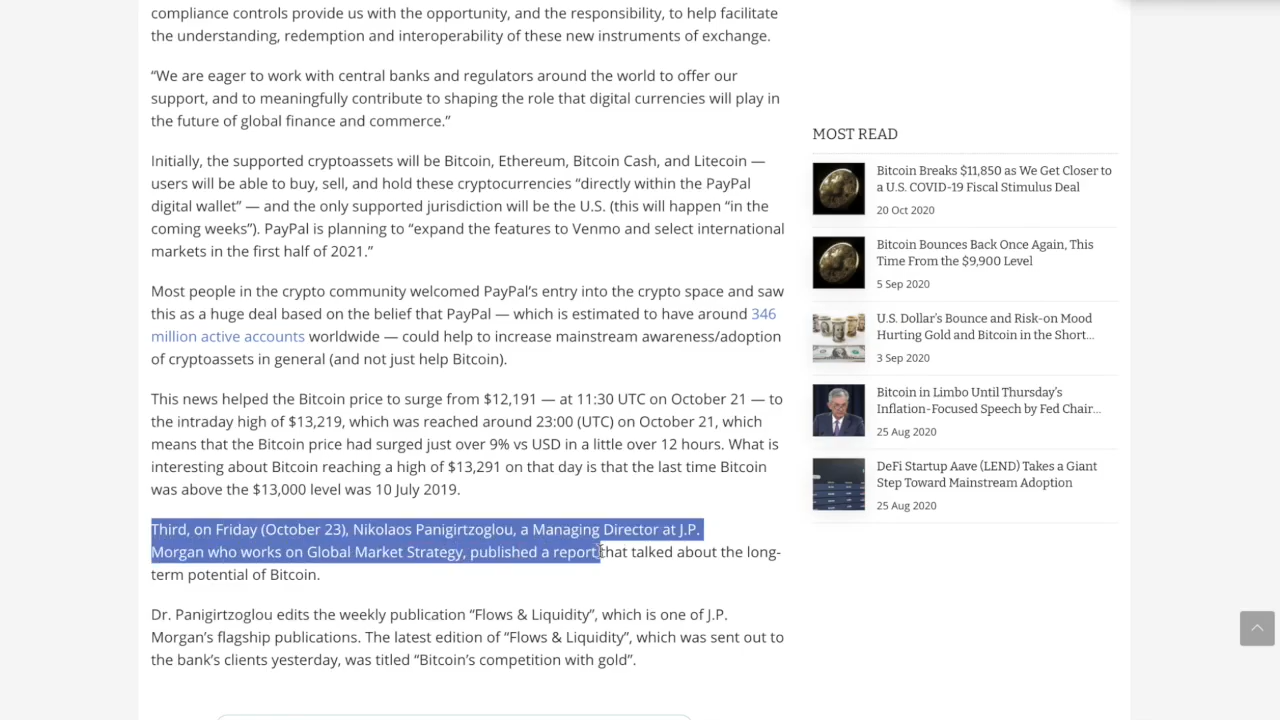 compliance controls provide us with the opportunity, and the responsibility, to help facilitate
the understanding, redemption and interoperability of these new instruments of exchange.
“We are eager to work with central banks and regulators around the world to offer our
support, and to meaningfully contribute to shaping the role that digital currencies will play in
the future of global finance and commerce.”
Initially, the supported cryptoassets will be Bitcoin, Ethereum, Bitcoin Cash, and Litecoin —
users will be able to buy, sell, and hold these cryptocurrencies “directly within the PayPal
digital wallet” — and the only supported jurisdiction will be the U.S. (this will happen “in the
coming weeks”). PayPal is planning to “expand the features to Venmo and select international
markets in the first half of 2021.”
Most people in the crypto community welcomed PayPal’s entry into the crypto space and saw
this as a huge deal based on the belief that PayPal — which is estimated to have around 346
million active accounts worldwide — could help to increase mainstream awareness/adoption
of cryptoassets in general (and not just help Bitcoin).
This news helped the Bitcoin price to surge from $12,191 — at 11:30 UTC on October 21 — to
the intraday high of $13,219, which was reached around 23:00 (UTC) on October 21, which
means that the Bitcoin price had surged just over 9% vs USD in a little over 12 hours. What is
interesting about Bitcoin reaching a high of $13,291 on that day is that the last time Bitcoin
was above the $13,000 level was 10 July 2019.
Third, on Friday (October 23), Nikolaos Panigirtzoglou, a Managing Director at J.P.
Morgan who works on Global Market Strategy, published a report that talked about the long-
term potential of Bitcoin.
Dr. Panigirtzoglou edits the weekly publication “Flows & Liquidity”, which is one of J.P.
Morgan’s flagship publications. The latest edition of “Flows & Liquidity”, which was sent out to
the bank’s clients yesterday, was titled “Bitcoin’s competition with gold”.
MOST READ
Bitcoin Breaks $11,850 as We Get Closer to
a U.S. COVID-19 Fiscal Stimulus Deal
20 Oct 2020
Bitcoin Bounces Back Once Again, This
Time From the $9,900 Level
5 Sep 2020
U.S. Dollar’s Bounce and Risk-on Mood
Hurting Gold and Bitcoin in the Short...
3 Sep 2020
Bitcoin in Limbo Until Thursday’s
Inflation-Focused Speech by Fed Chair...
25 Aug 2020
DeFi Startup Aave (LEND) Takes a Giant
Step Toward Mainstream Adoption
25 Aug 2020